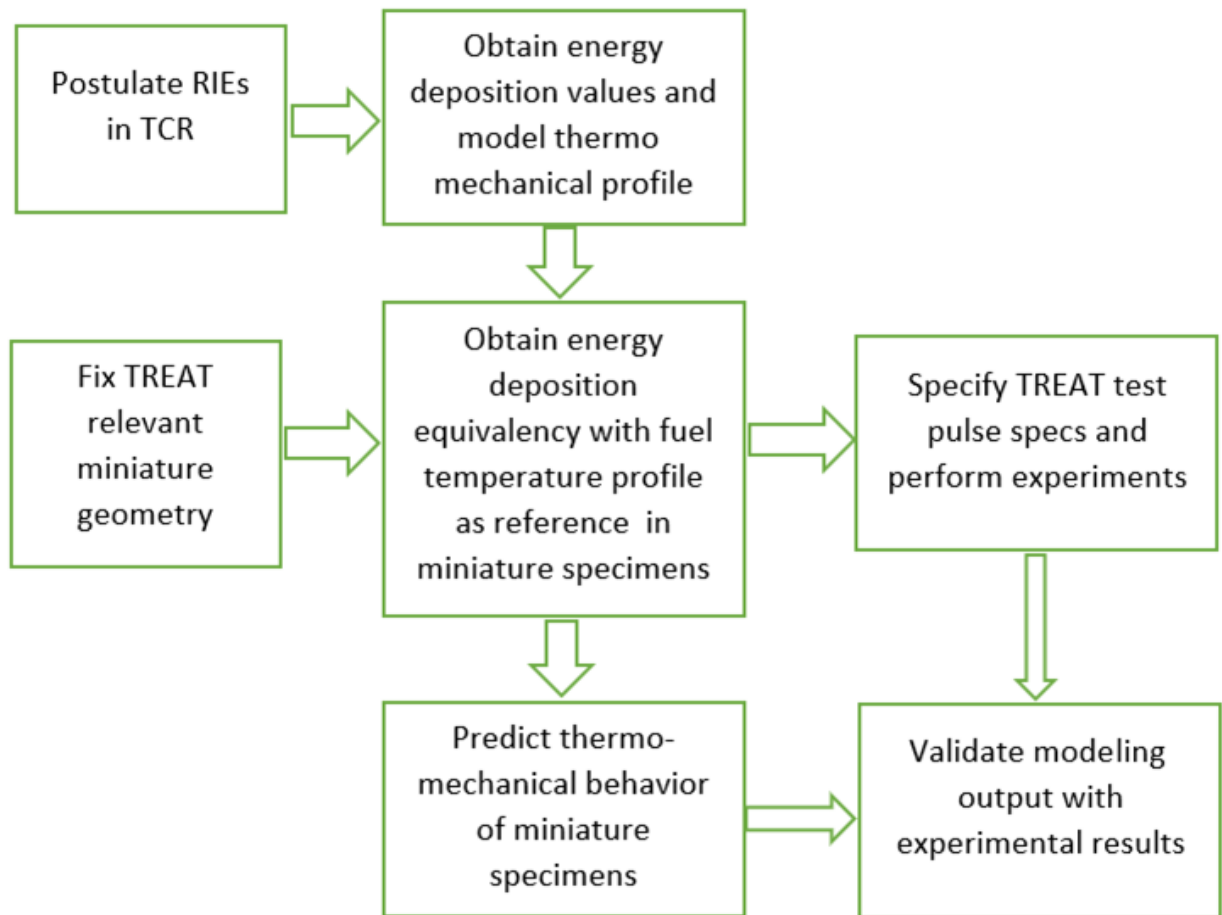 Postulate RIEs
in TCR
Obtain energy
deposition values and
model thermo
mechanical profile
Fix TREAT
relevant
miniature
geometry
Obtain energy
deposition
equivalency with fuel
temperature profile
as reference in
miniature specimens
Specify TREAT test
pulse specs and
perform experiments
Predict thermo-
mechanical behavior
of miniature
specimens
Validate modeling
output with
experimental results